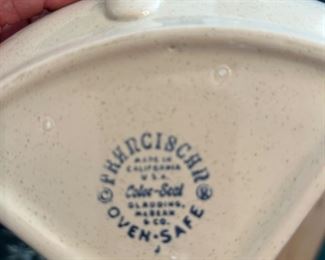 © FRANCISCAN ®
MADE IN
CALIFORNIA
U.S.A.
Color-Seal
GLADDING,
McBEAN
& CO.
OVEN-SAFE